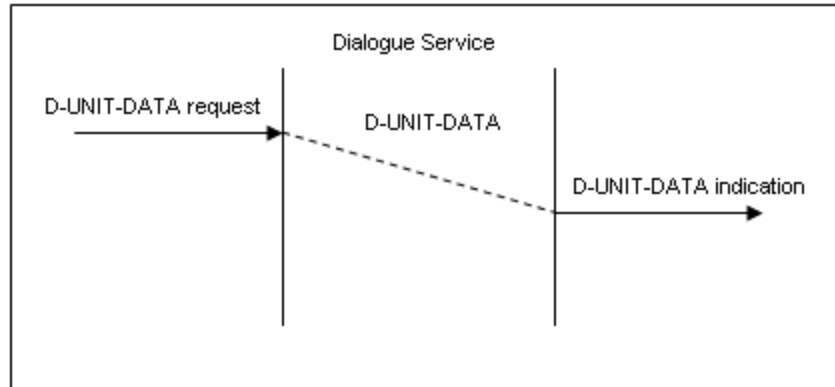 Dialogue Service
D-UNIT-DATA request
D-UNIT-DATA
D-UNIT-DATA indication